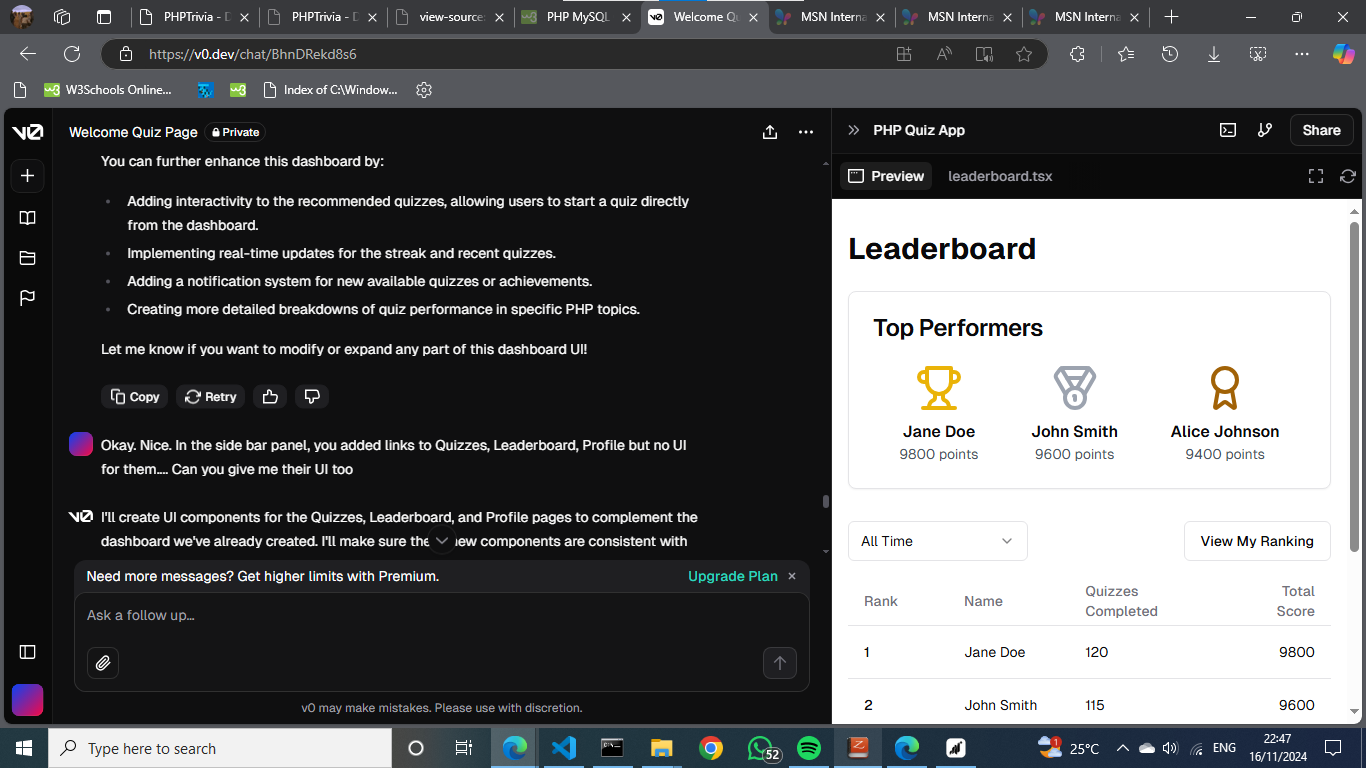 PHPTrivia - D
PHPTrivia - D
view-source:
PHP MySQL
Welcome Qu
MSN Interna
MSN Interna
MSN Interna
https://v0.dev/chat/BhnDRekd8s6
W3Schools Online...
Index of C:\Window...
Welcome Quiz Page
Private
You can further enhance this dashboard by:
Adding interactivity to the recommended quizzes, allowing users to start a quiz directly
from the dashboard.
Implementing real-time updates for the streak and recent quizzes.
Adding a notification system for new available quizzes or achievements.
Creating more detailed breakdowns of quiz performance in specific PHP topics.
Let me know if you want to modify or expand any part of this dashboard UI!
Copy
Retry
Okay. Nice. In the side bar panel, you added links to Quizzes, Leaderboard, Profile but no UI
for them.... Can you give me their UI too
I'll create UI components for the Quizzes, Leaderboard, and Profile pages to complement the
dashboard we've already created. I'll make sure the new components are consistent with
Need more messages? Get higher limits with Premium.
Upgrade Plan ×
Ask a follow up...
v0 may make mistakes. Please use with discretion.
PHP Quiz App
Share
Preview
leaderboard.tsx
Leaderboard
Top Performers
Jane Doe
9800 points
John Smith
9600 points
Alice Johnson
9400 points
All Time
View My Ranking
Rank
Name
Quizzes
Completed
Total
Score
1 Jane Doe 120 9800
2 John Smith 115 9600
Type here to search
52
1
25°C
ENG
22:47
16/11/2024